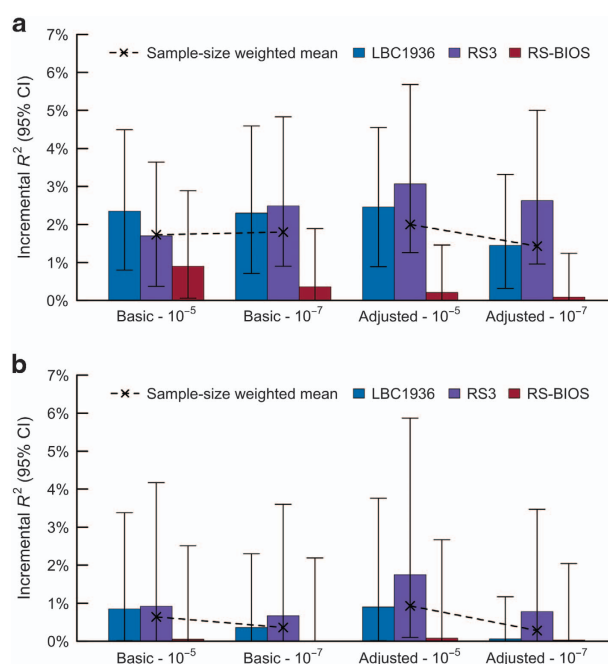 a
7%
6%
5%
4%
3%
2%
1%
0%
Incremental R² (95% CI)
Sample-size weighted mean LBC1936 RS3 RS-BIOS
Basic - 10⁻⁵ Basic - 10⁻⁷ Adjusted - 10⁻⁵ Adjusted - 10⁻⁷
b
7%
6%
5%
4%
3%
2%
1%
0%
Incremental R² (95% CI)
Sample-size weighted mean LBC1936 RS3 RS-BIOS
Basic - 10⁻⁵ Basic - 10⁻⁷ Adjusted - 10⁻⁵ Adjusted - 10⁻⁷